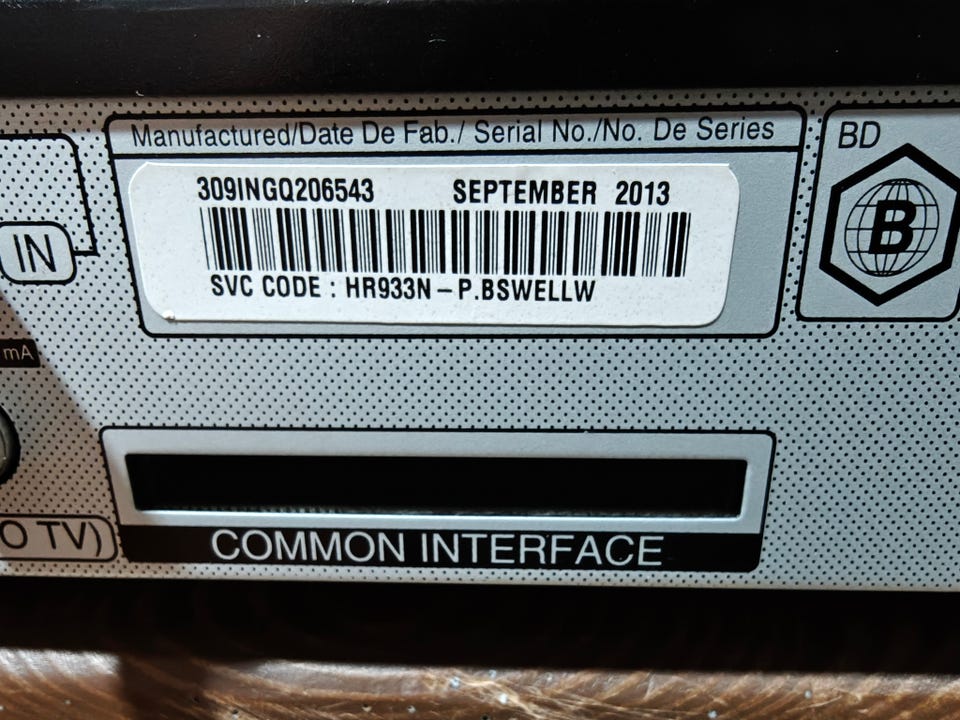 Manufactured/Date De Fab./ Serial No./No. De Series
309INGQ206543 SEPTEMBER 2013
SVC CODE : HR933N-P.BSWELLW
BD
B
IN
mA
O TV)
COMMON INTERFACE